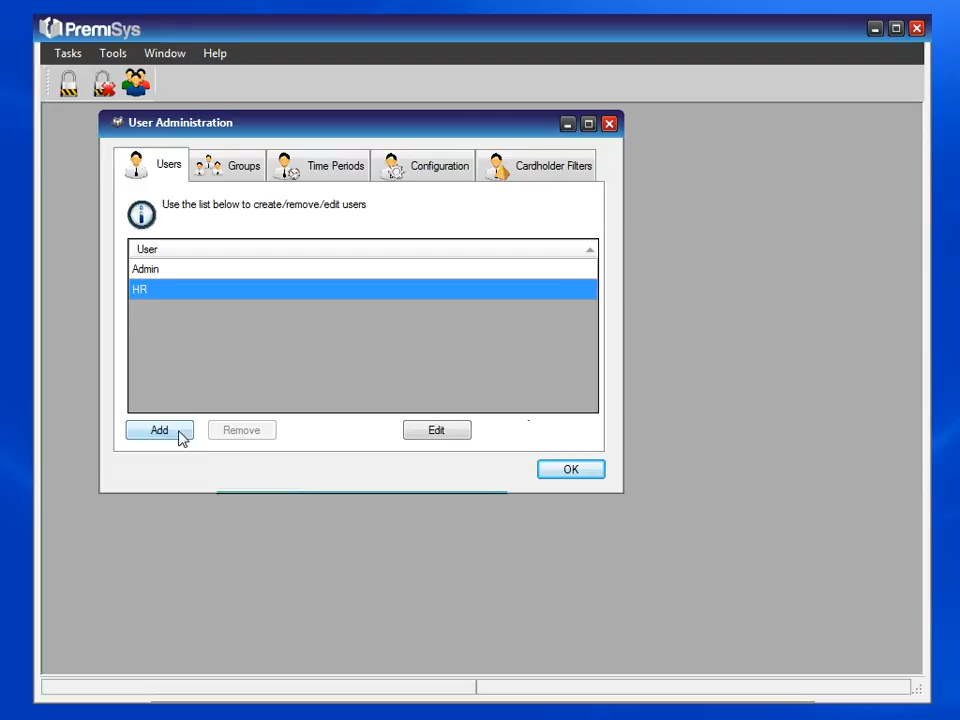 PremiSys
Tasks Tools Window Help
User Administration
Users Groups Time Periods Configuration Cardholder Filters
Use the list below to create/remove/edit users
User
Admin
HR
Add Remove Edit
OK